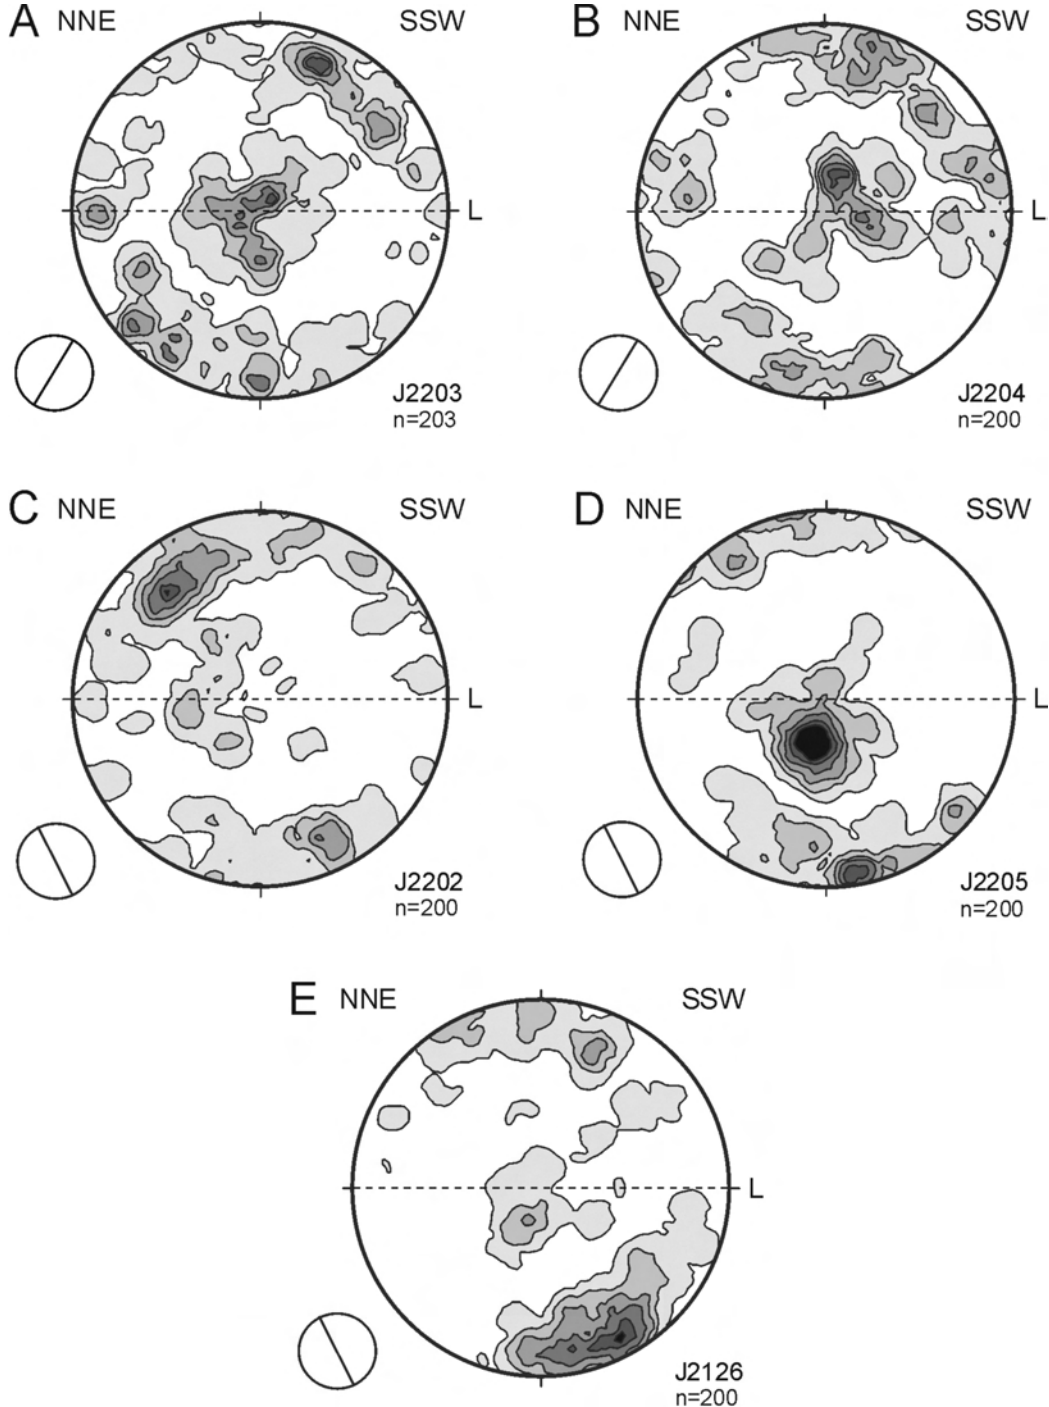 A NNE SSW
L
J2203
n=203
B NNE SSW
L
J2204
n=200
C NNE SSW
L
J2202
n=200
D NNE SSW
L
J2205
n=200
E NNE SSW
L
J2126
n=200